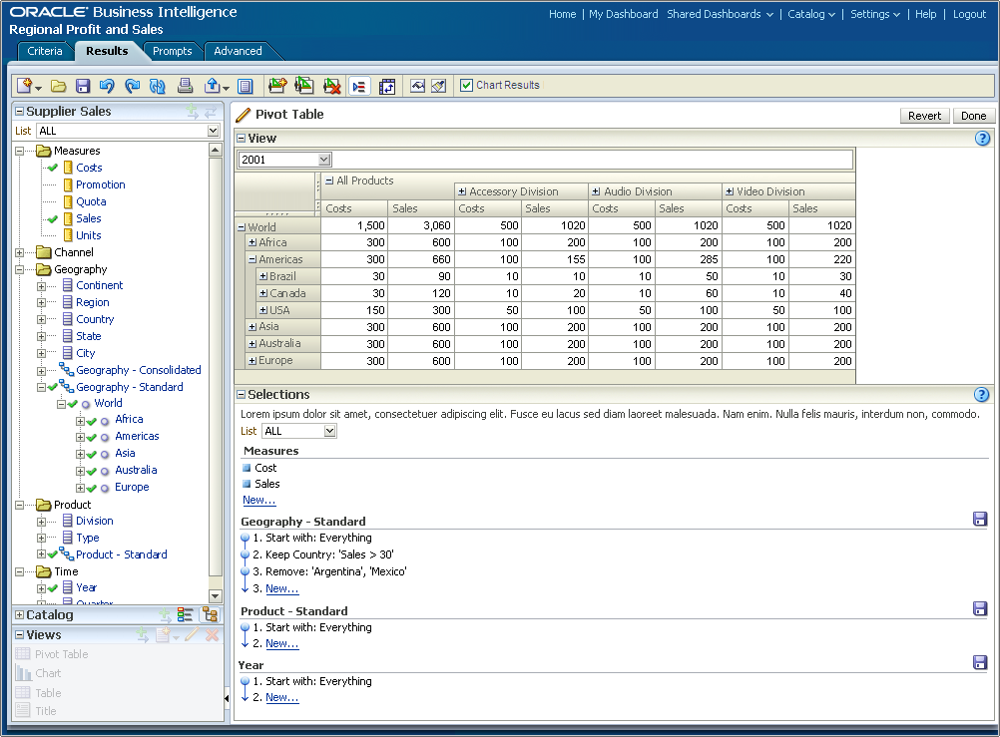 ORACLE® Business Intelligence
Home | My Dashboard Shared Dashboards | Catalog | Settings | Help | Logout
Regional Profit and Sales
Criteria Results Prompts Advanced
Chart Results
Supplier Sales
List ALL
Measures
Costs
Promotion
Quota
Sales
Units
Channel
Geography
Continent
Region
Country
State
City
Geography - Consolidated
Geography - Standard
World
Africa
Americas
Asia
Australia
Europe
Product
Division
Type
Product - Standard
Time
Year
Quarter
Catalog
Views
Pivot Table
Chart
Table
Title
Pivot Table
Revert Done
View
2001
All Products
Accessory Division Audio Division Video Division
Costs Sales Costs Sales Costs Sales Costs Sales
World 1,500 3,060 500 1020 500 1020 500 1020
Africa 300 600 100 200 100 200 100 200
Americas 300 660 100 155 100 285 100 220
Brazil 30 90 10 10 10 50 10 30
Canada 30 120 10 20 10 60 10 40
USA 150 300 50 100 50 100 50 100
Asia 300 600 100 200 100 200 100 200
Australia 300 600 100 200 100 200 100 200
Europe 300 600 100 200 100 200 100 200
Selections
Lorem ipsum dolor sit amet, consectetuer adipiscing elit. Fusce eu lacus sed diam laoreet malesuada. Nam enim. Nulla felis mauris, interdum non, commodo.
List ALL
Measures
Cost
Sales
New...
Geography - Standard
1. Start with: Everything
2. Keep Country: 'Sales > 30'
3. Remove: 'Argentina', 'Mexico'
3. New...
Product - Standard
1. Start with: Everything
2. New...
Year
1. Start with: Everything
2. New...